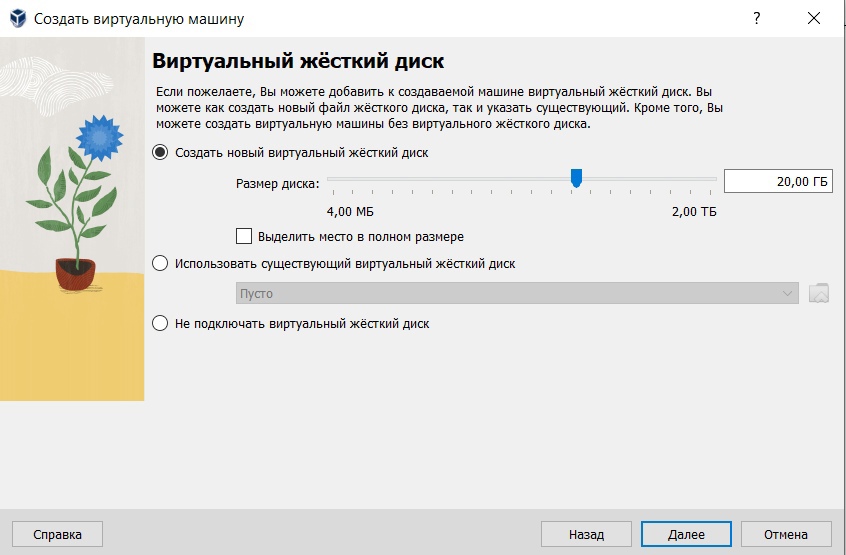 Создать виртуальную машину
?
Виртуальный жёсткий диск
Если пожелаете, Вы можете добавить к создаваемой машине виртуальный жёсткий диск. Вы
можете как создать новый файл жёсткого диска, так и указать существующий. Кроме того, Вы
можете создать виртуальную машины без виртуального жёсткого диска.
Создать новый виртуальный жёсткий диск
Размер диска:
20,00 ГБ
4,00 МБ
2,00 ТБ
Выделить место в полном размере
Использовать существующий виртуальный жёсткий диск
Пусто
Не подключать виртуальный жёсткий диск
Справка
Назад
Далее
Отмена